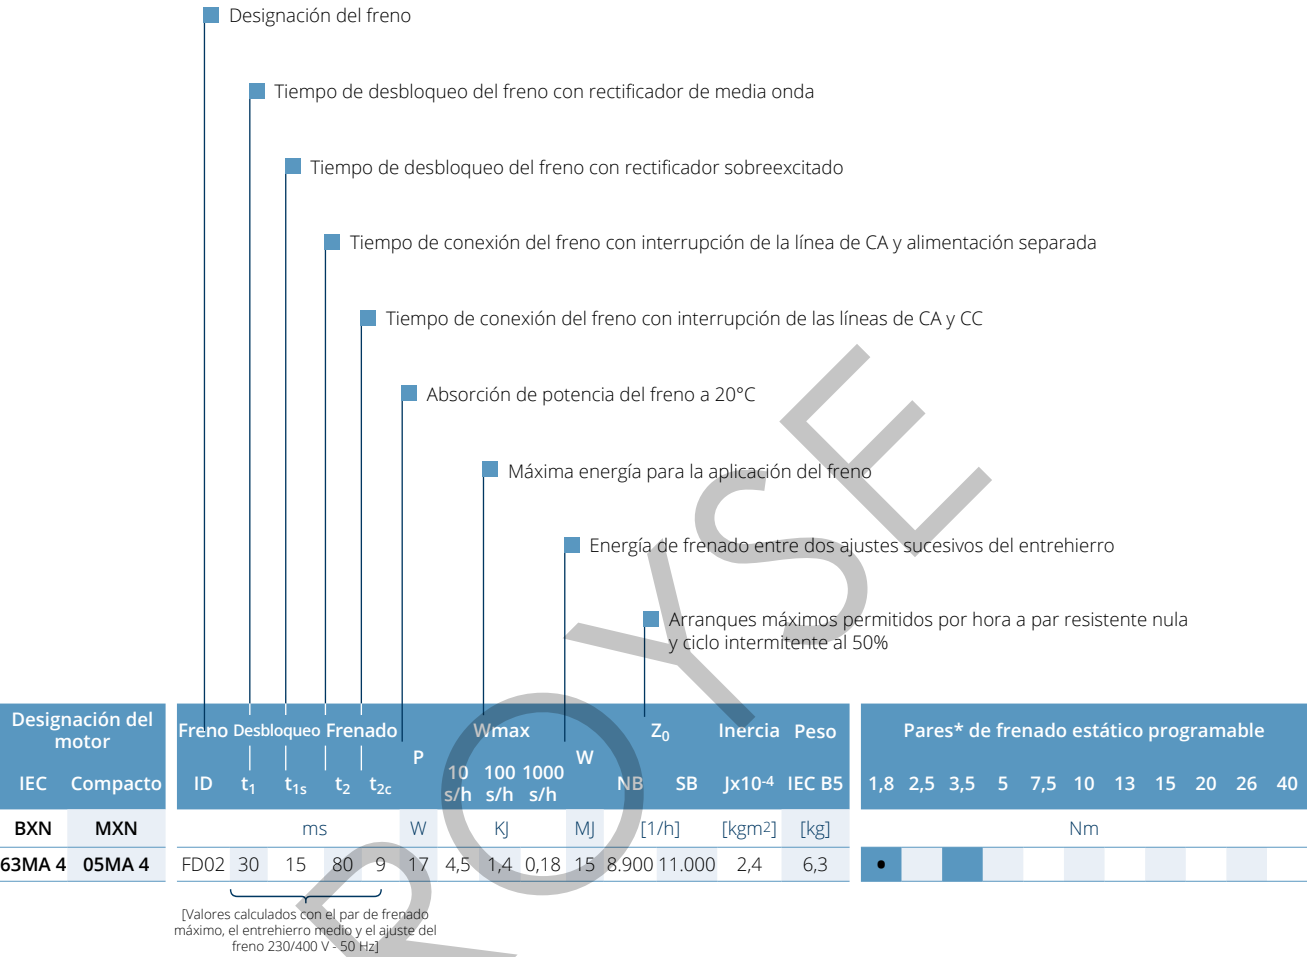 Designación del freno
Tiempo de desbloqueo del freno con rectificador de media onda
Tiempo de desbloqueo del freno con rectificador sobreexcitado
Tiempo de conexión del freno con interrupción de la línea de CA y alimentación separada
Tiempo de conexión del freno con interrupción de las líneas de CA y CC
Absorción de potencia del freno a 20°C
Máxima energía para la aplicación del freno
Energía de frenado entre dos ajustes sucesivos del entrehierro
Arranques máximos permitidos por hora a par resistente nula
y ciclo intermitente al 50%
Designación del
motor
Freno Desbloqueo Frenado P Wmax W Z0 Inercia Peso Pares* de frenado estático programable
IEC Compacto ID t1 t1s t2 t2c 10 s/h 100 s/h 1000 s/h NB SB Jx10-4 IEC B5 1,8 2,5 3,5 5 7,5 10 13 15 20 26 40
BXN MXN ms W KJ MJ [1/h] [kgm2] [kg] Nm
63MA 4 05MA 4 FD02 30 15 80 9 17 4,5 1,4 0,18 15 8.900 11.000 2,4 6,3 •
[Valores calculados con el par de frenado
máximo, el entrehierro medio y el ajuste del
freno 230/400 V - 50 Hz]
ROYSE